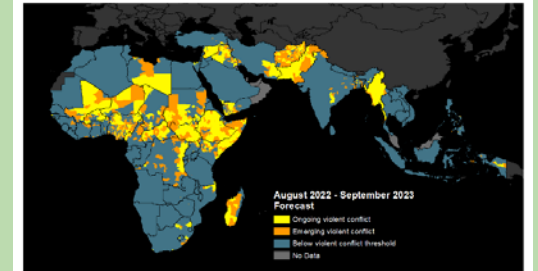 August 2022 - September 2023
Forecast
Ongoing violent conflict
Emerging violent conflict
Below violent conflict threshold
No Data